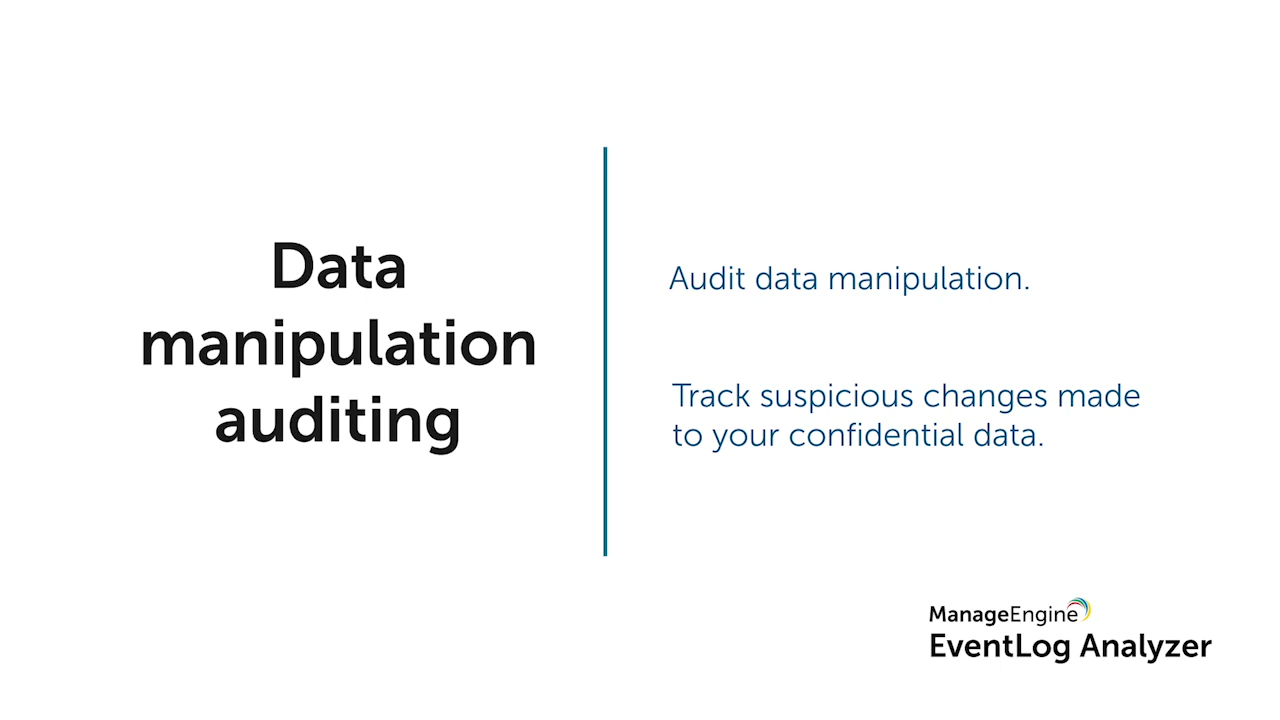 Data
manipulation
auditing
Audit data manipulation.
Track suspicious changes made
to your confidential data.
ManageEngine
EventLog Analyzer